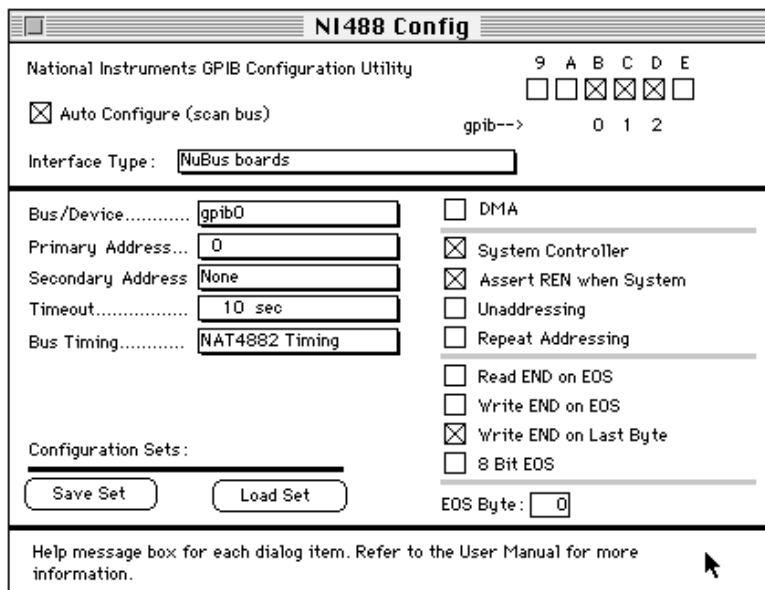 NI488 Config
National Instruments GPIB Configuration Utility
9 A B C D E
Auto Configure (scan bus)
gpib--> 0 1 2
Interface Type: NuBus boards
Bus/Device........... gpib0
Primary Address... 0
Secondary Address None
Timeout................ 10 sec
Bus Timing........... NAT4882 Timing
DMA
System Controller
Assert REN when System
Unaddressing
Repeat Addressing
Read END on EOS
Write END on EOS
Write END on Last Byte
8 Bit EOS
EOS Byte: 0
Configuration Sets:
Save Set Load Set
Help message box for each dialog item. Refer to the User Manual for more
information.